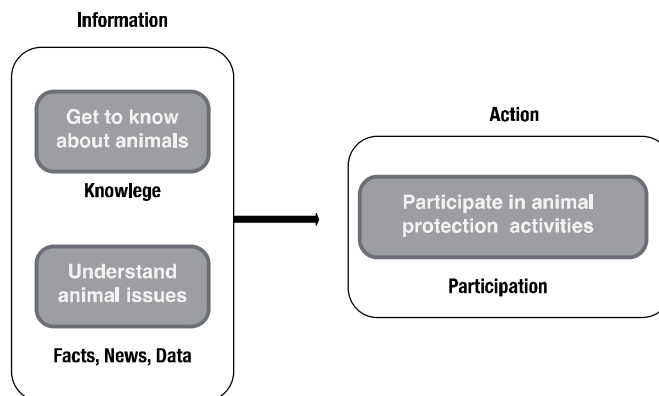 Information
Get to know
about animals
Knowlege
Understand
animal issues
Facts, News, Data
Action
Participate in animal
protection activities
Participation